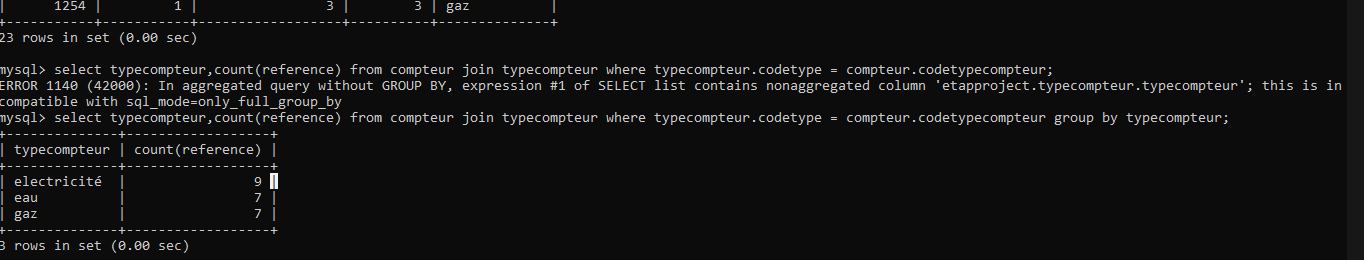 |      1254 |         1 |                3 |        3 | gaz          |
+-----------+-----------+------------------+----------+--------------+
23 rows in set (0.00 sec)
mysql> select typecompteur,count(reference) from compteur join typecompteur where typecompteur.codetype = compteur.codetypecompteur;
ERROR 1140 (42000): In aggregated query without GROUP BY, expression #1 of SELECT list contains nonaggregated column 'etapproject.typecompteur.typecompteur'; this is in
compatible with sql_mode=only_full_group_by
mysql> select typecompteur,count(reference) from compteur join typecompteur where typecompteur.codetype = compteur.codetypecompteur group by typecompteur;
+--------------+------------------+
| typecompteur | count(reference) |
+--------------+------------------+
| electricité  |                9 |
| eau          |                7 |
| gaz          |                7 |
+--------------+------------------+
3 rows in set (0.00 sec)